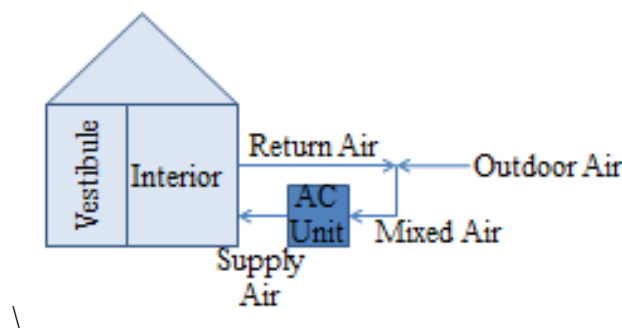 Vestibule
Interior
Return Air
Outdoor Air
AC
Unit
Mixed Air
Supply
Air
\